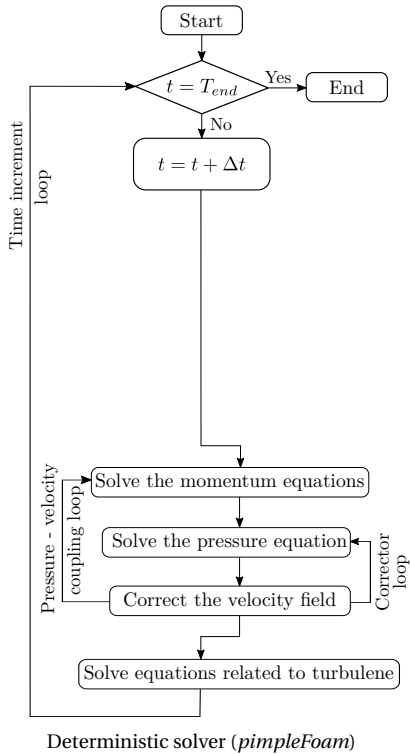 Start
t = T_end
Yes
End
No
t = t + Δt
Time increment
loop
Solve the momentum equations
Pressure - velocity
coupling loop
Solve the pressure equation
Corrector
loop
Correct the velocity field
Solve equations related to turbulene
Deterministic solver (pimpleFoam)